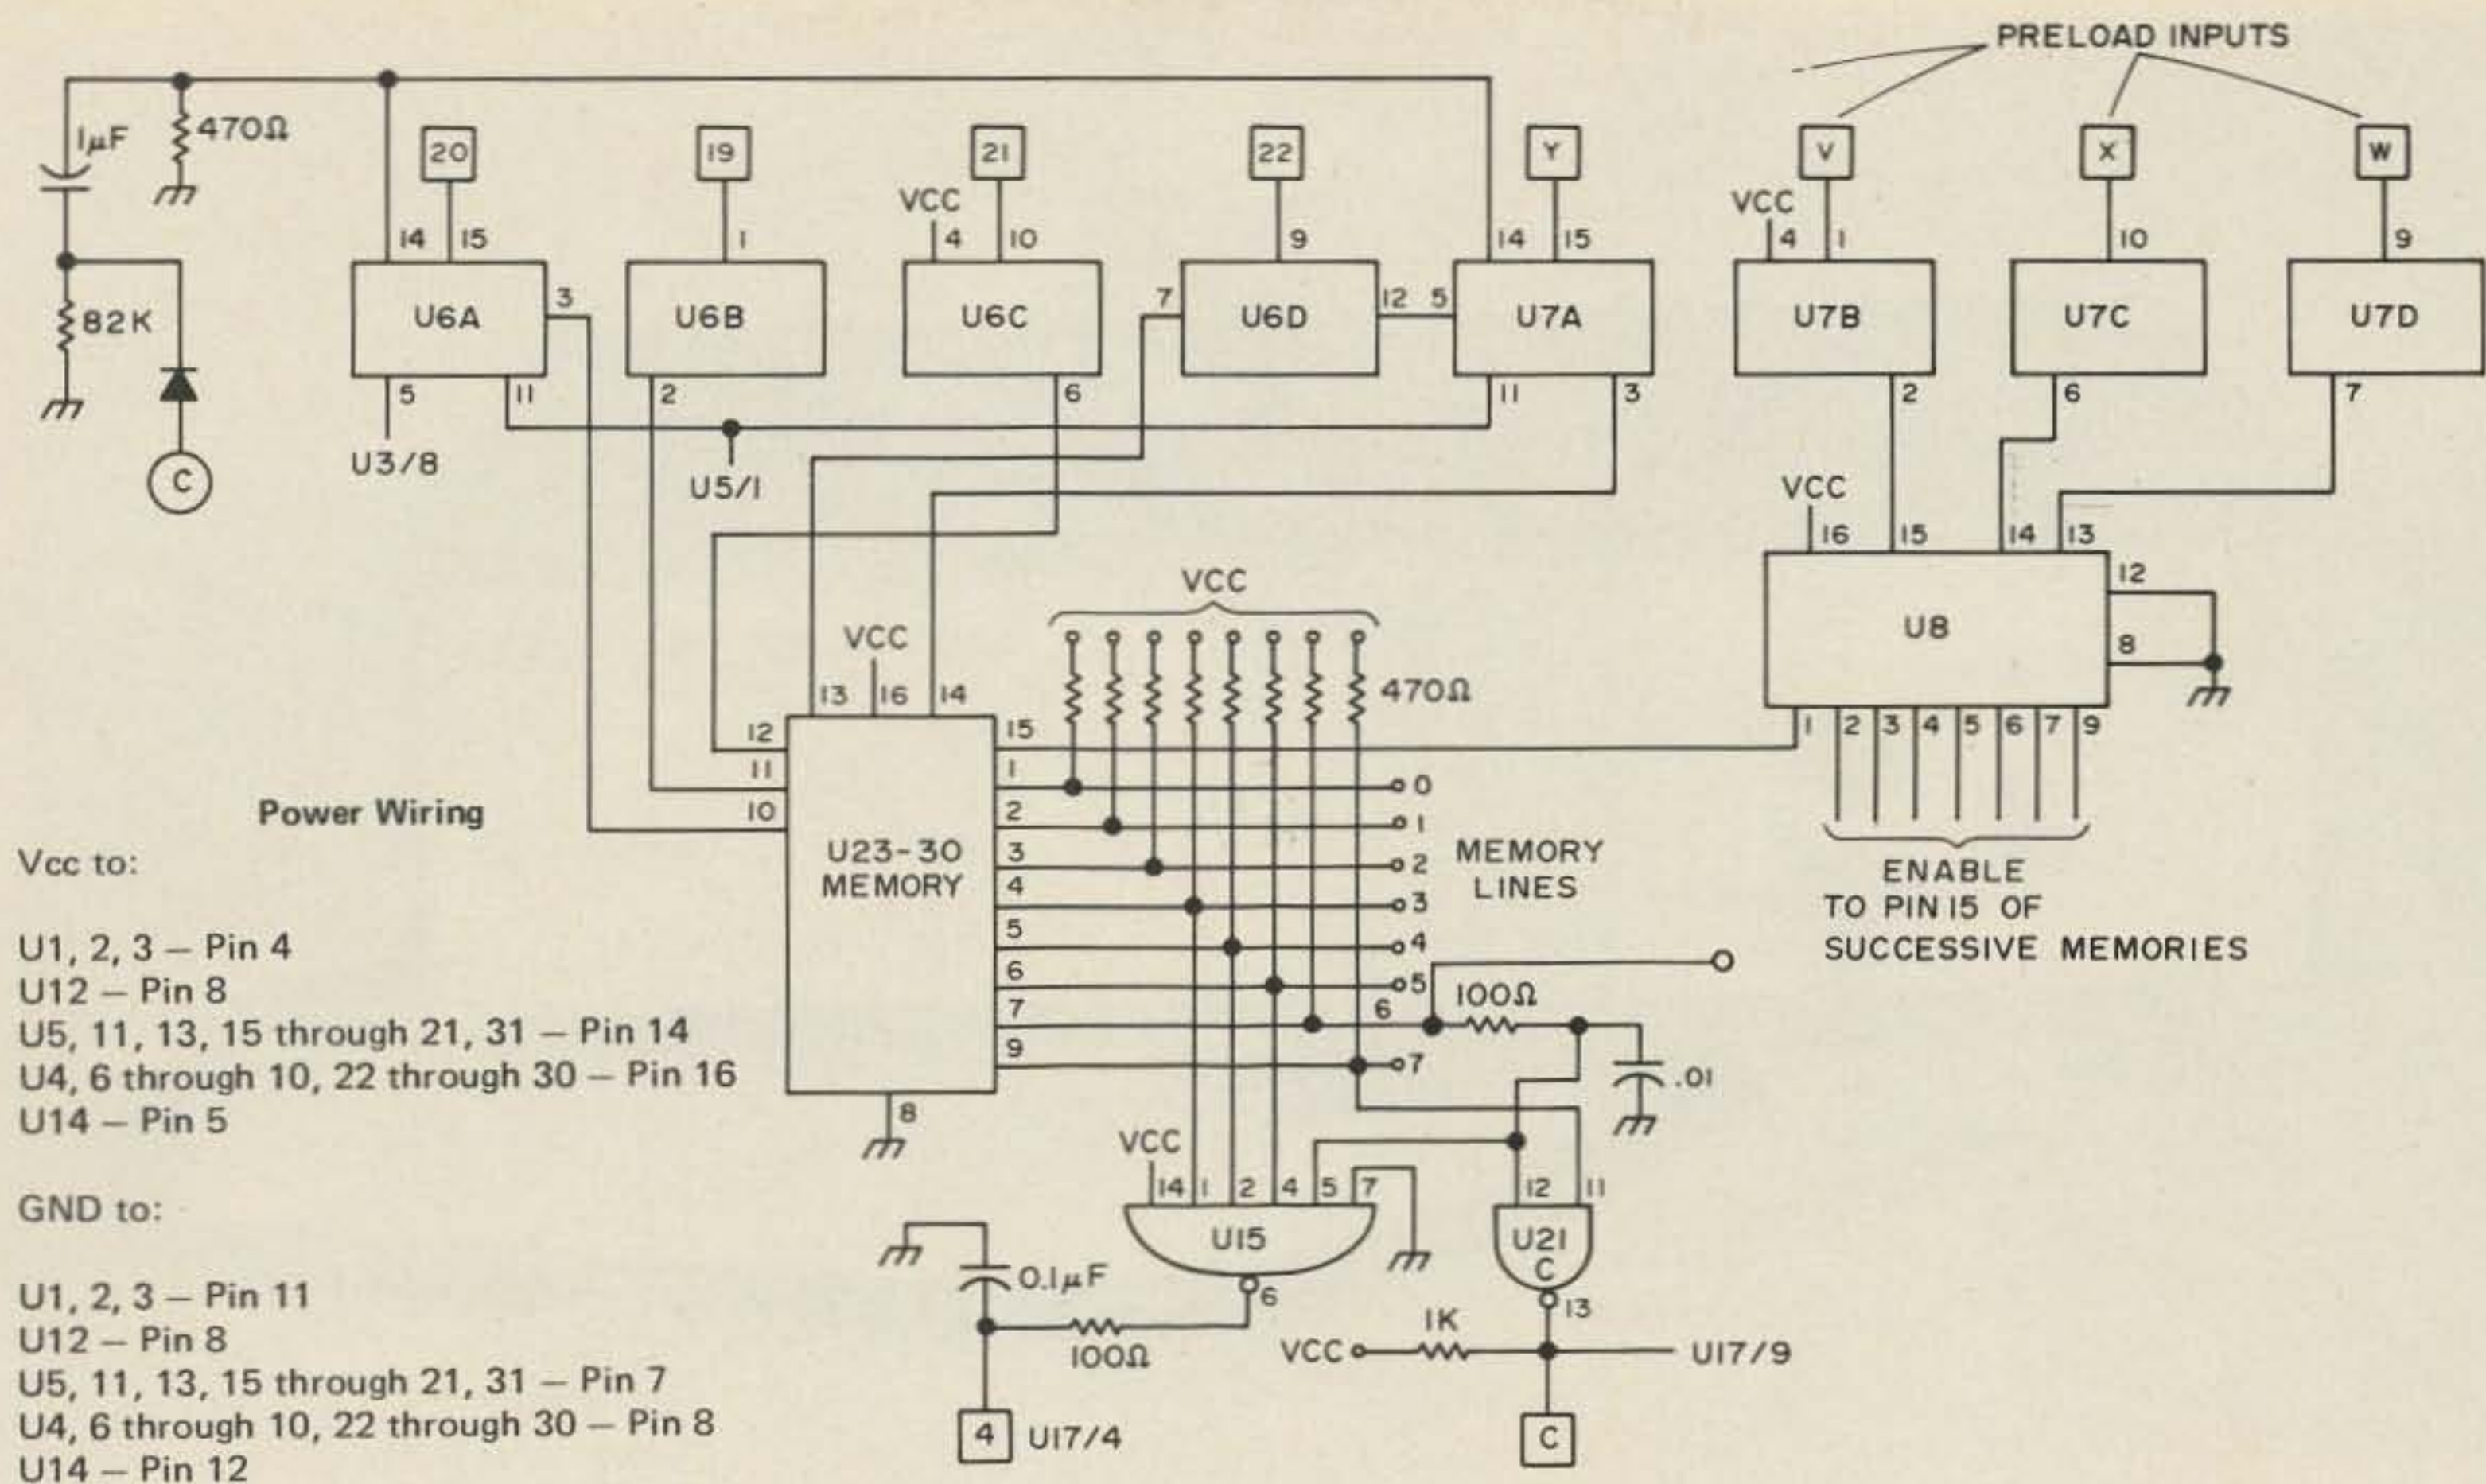 PRELOAD INPUTS
1µF
470Ω
20
19
21
22
Y
V
X
W
VCC
VCC
14 15
1
4 10
9
14 15
4 1
10
9
U6A
3
U6B
U6C
7
U6D
12 5
U7A
U7B
U7C
U7D
82K
5
11
2
6
11
3
2
6
7
C
U3/8
U5/1
VCC
16
15
14
13
12
U8
8
VCC
VCC
470Ω
13
16
14
1
2
3
4
5
6
7
9
12
15
11
1
0
10
2
1
Power Wiring
U23-30
MEMORY
3
2
MEMORY
LINES
4
3
5
4
6
5
7
6
9
7
8
ENABLE
TO PIN 15 OF
SUCCESSIVE MEMORIES
100Ω
.01
Vcc to:
U1, 2, 3 — Pin 4
U12 — Pin 8
U5, 11, 13, 15 through 21, 31 — Pin 14
U4, 6 through 10, 22 through 30 — Pin 16
U14 — Pin 5
GND to:
U1, 2, 3 — Pin 11
U12 — Pin 8
U5, 11, 13, 15 through 21, 31 — Pin 7
U4, 6 through 10, 22 through 30 — Pin 8
U14 — Pin 12
VCC
14
1
2
4
5
7
12
11
U15
U21
C
0.1µF
6
13
100Ω
1K
VCC
U17/9
4
U17/4
C